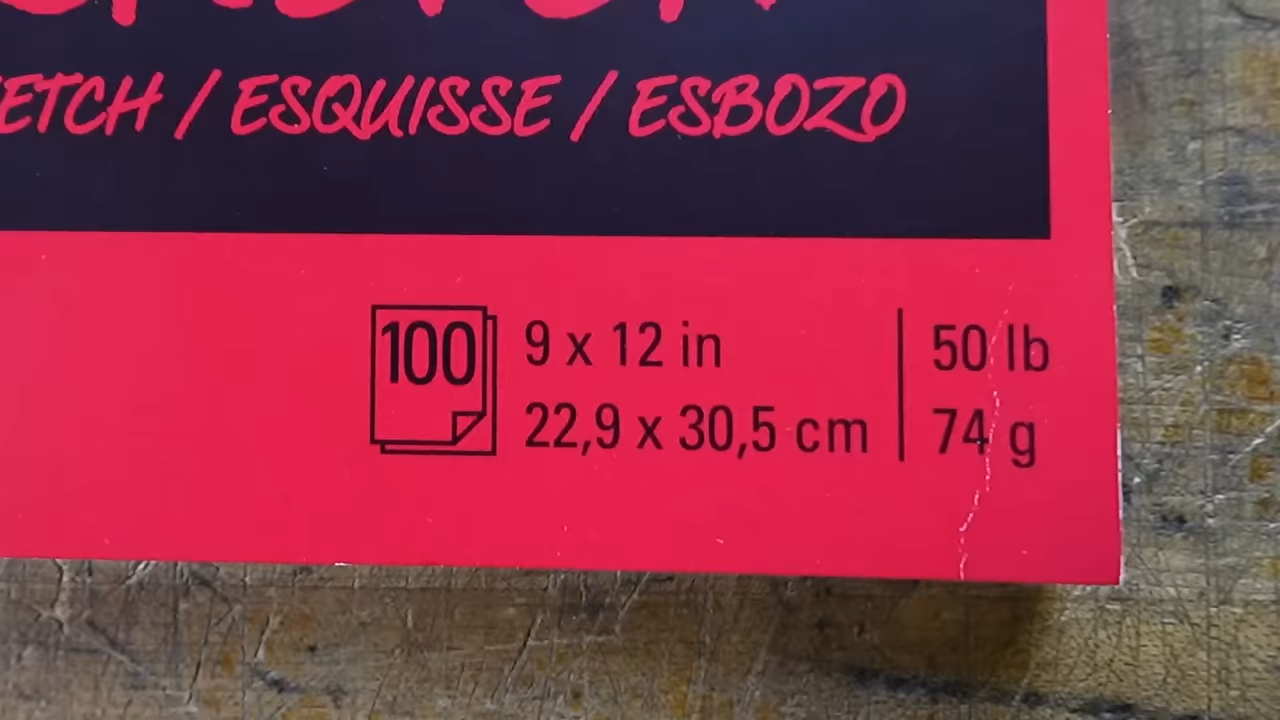 ETCH / ESQUISSE / ESBOZO
100
9 x 12 in
22,9 x 30,5 cm
50 lb
74 g